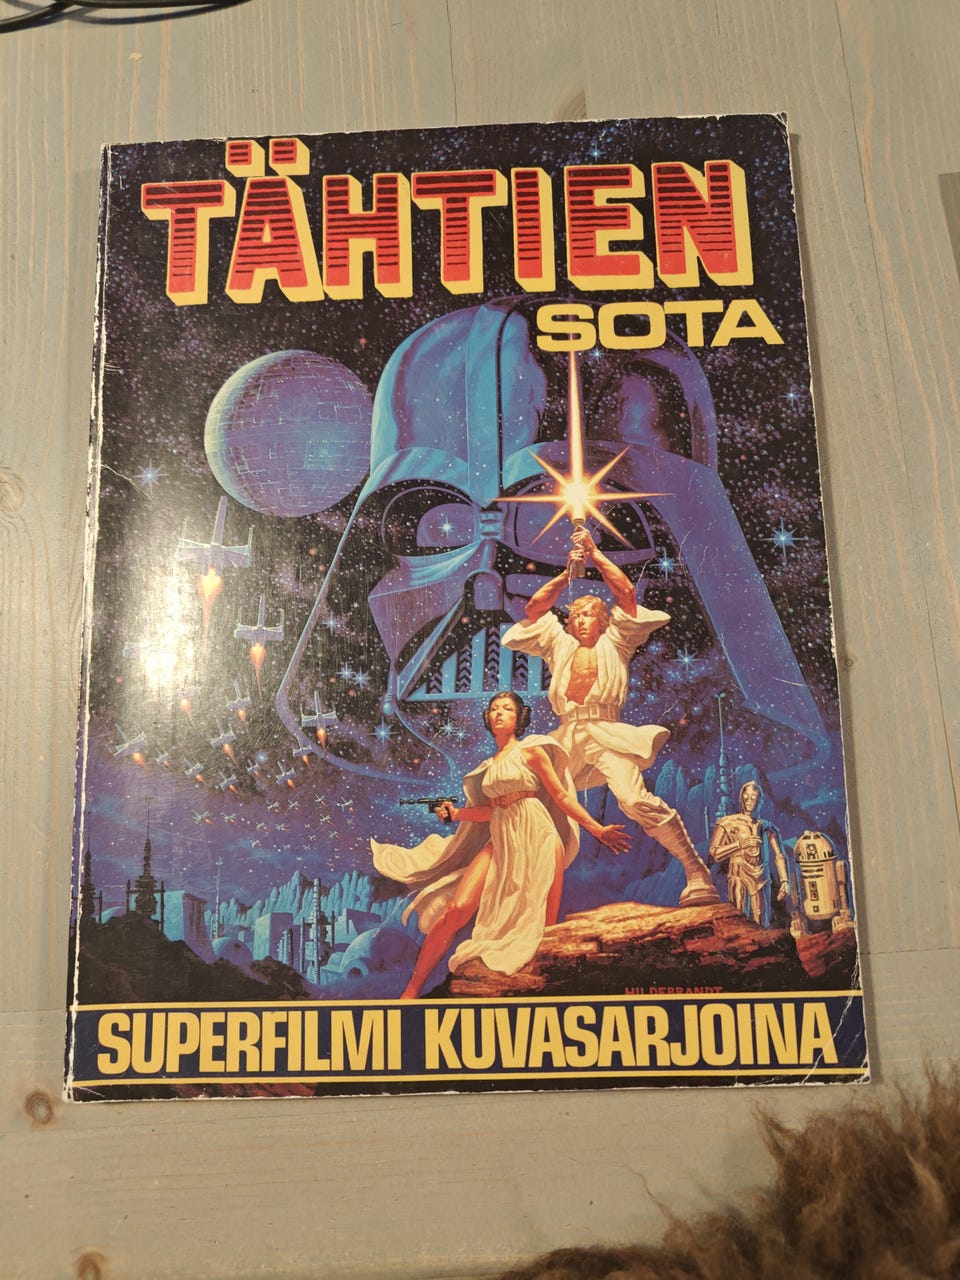 TÄHTIEN
SOTA
HILDEBRANDT
SUPERFILMI KUVASARJOINA